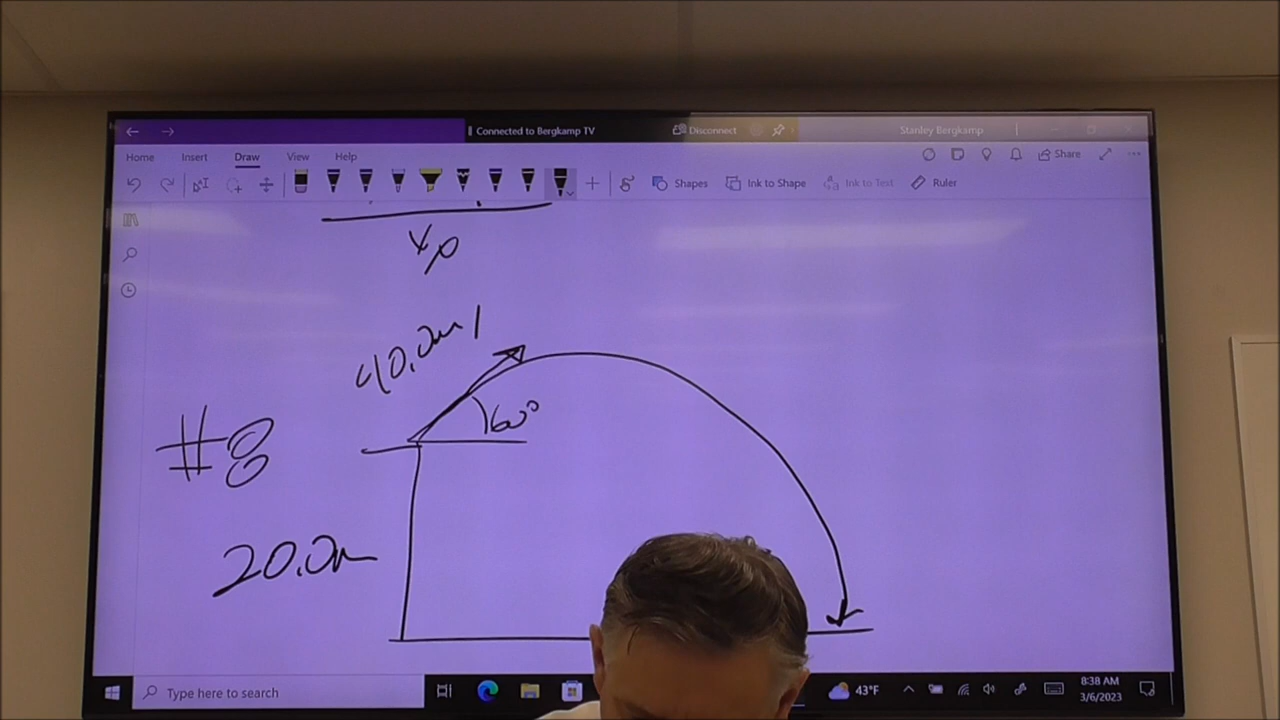 Connected to Bergkamp TV
Disconnect
Stanley Bergkamp
Home Insert Draw View Help
Share
Shapes
Ink to Shape
Ink to Text
Ruler
40.0m/
60°
#8
20.0m
Type here to search
43°F
8:38 AM
3/6/2023